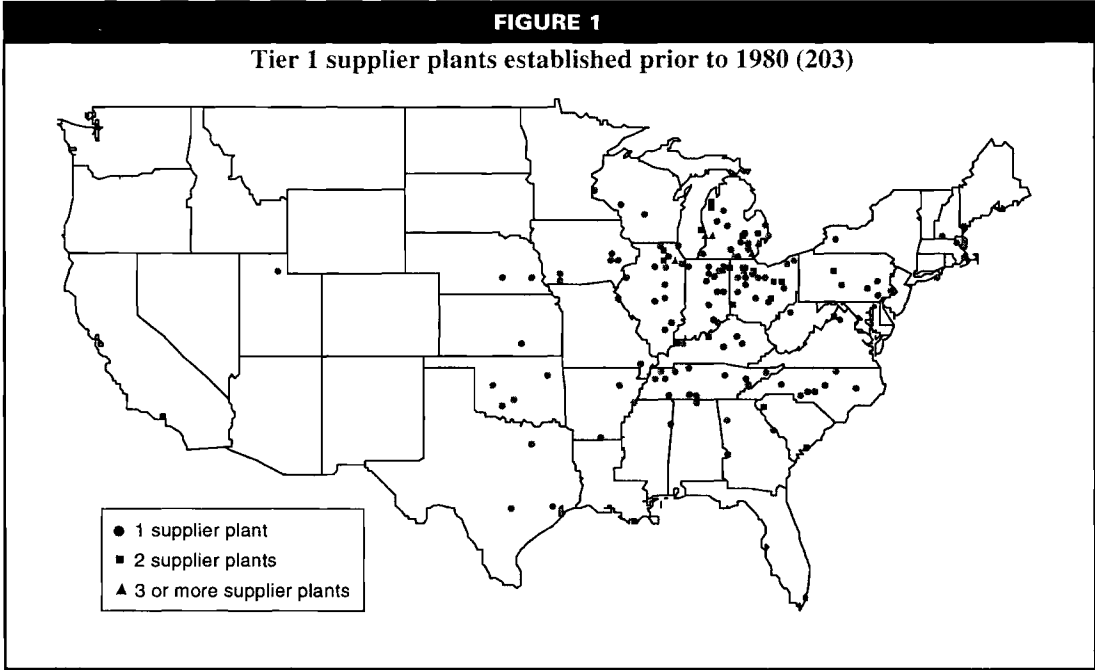 FIGURE 1
Tier 1 supplier plants established prior to 1980 (203)
1 supplier plant
2 supplier plants
3 or more supplier plants